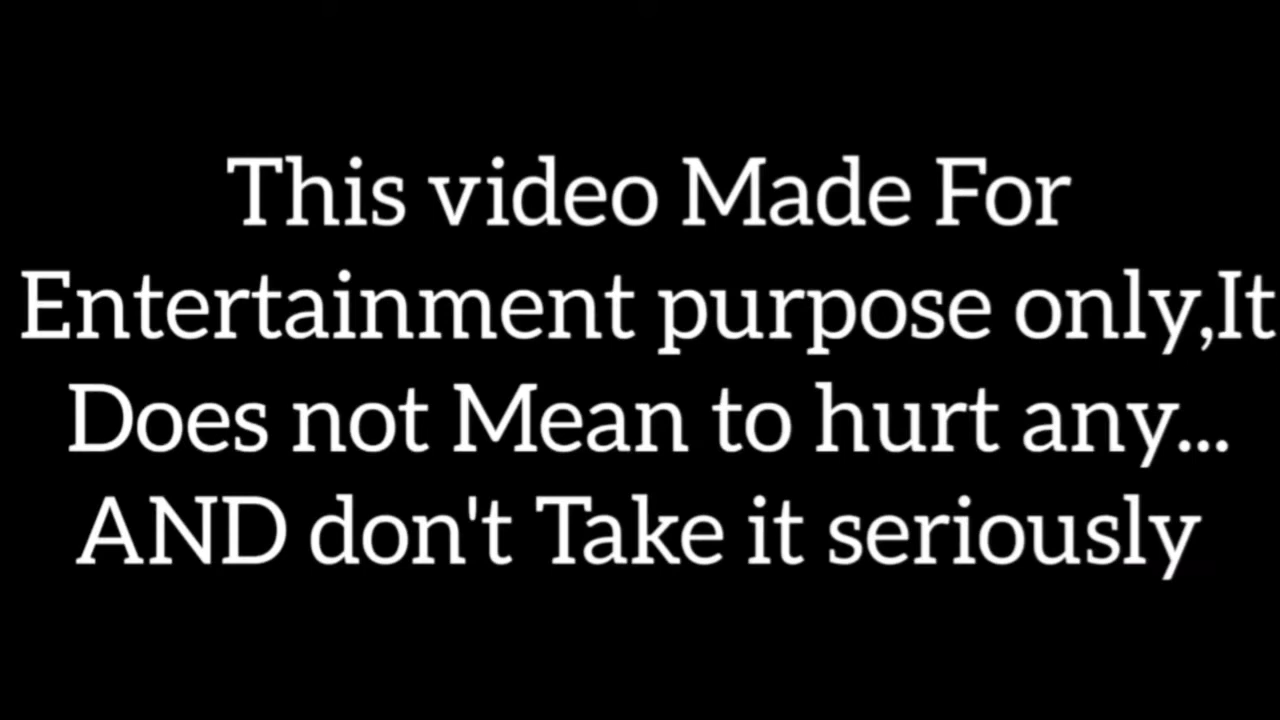 This video Made For
Entertainment purpose only,It
Does not Mean to hurt any...
AND don't Take it seriously